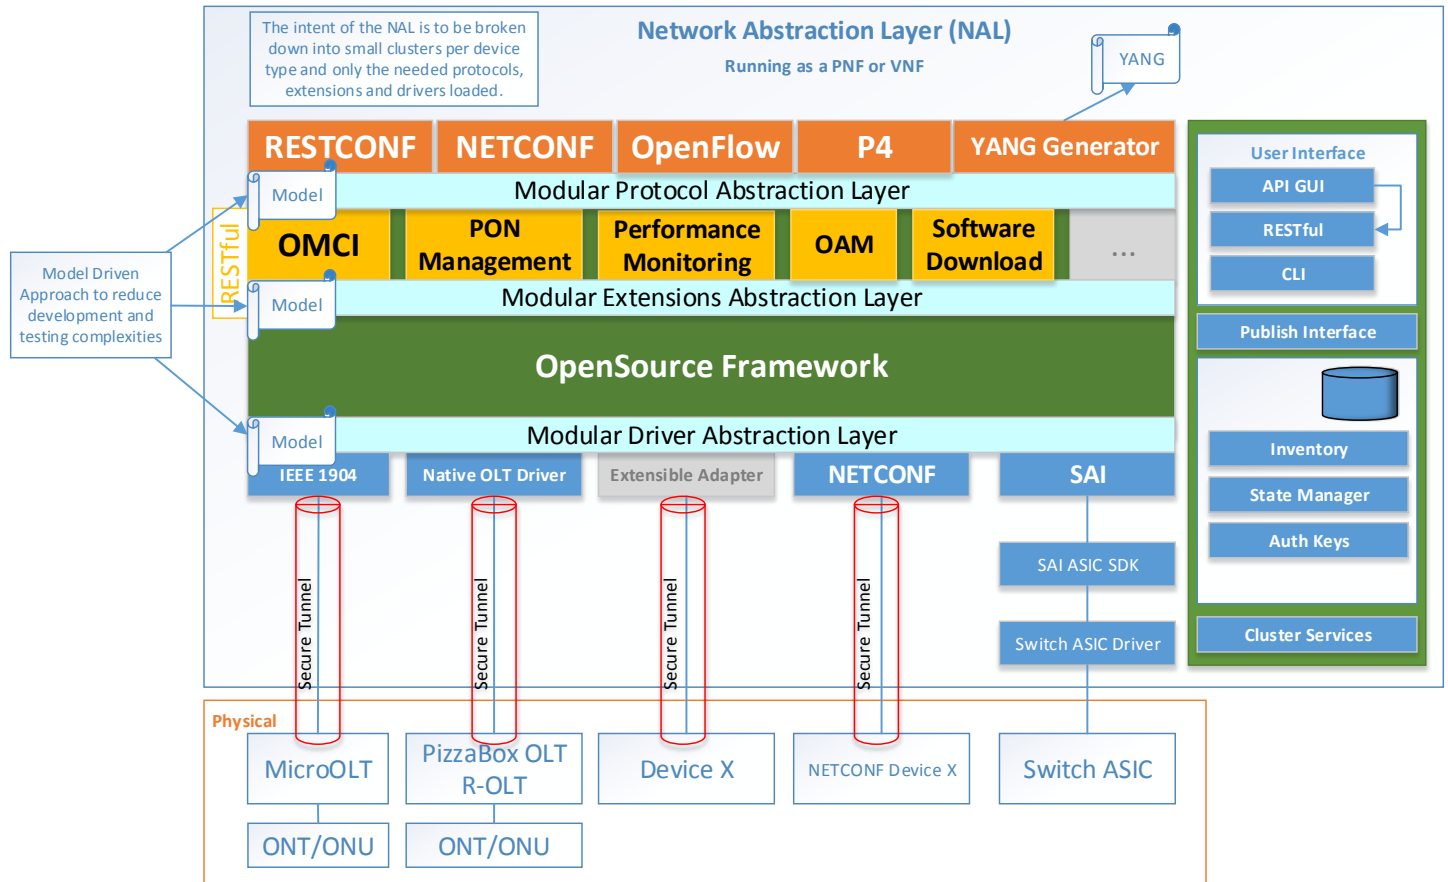 The intent of the NAL is to be broken
down into small clusters per device
type and only the needed protocols,
extensions and drivers loaded.
Network Abstraction Layer (NAL)
Running as a PNF or VNF
YANG
RESTCONF
NETCONF
OpenFlow
P4
YANG Generator
Model
Modular Protocol Abstraction Layer
RESTful
OMCI
PON
Management
Performance
Monitoring
OAM
Software
Download
...
Model Driven
Approach to reduce
development and
testing complexities
Model
Modular Extensions Abstraction Layer
OpenSource Framework
Model
Modular Driver Abstraction Layer
IEEE 1904
Native OLT Driver
Extensible Adapter
NETCONF
SAI
Secure Tunnel
Secure Tunnel
Secure Tunnel
Secure Tunnel
SAI ASIC SDK
Switch ASIC Driver
User Interface
API GUI
RESTful
CLI
Publish Interface
Inventory
State Manager
Auth Keys
Cluster Services
Physical
MicroOLT
PizzaBox OLT
R-OLT
Device X
NETCONF Device X
Switch ASIC
ONT/ONU
ONT/ONU